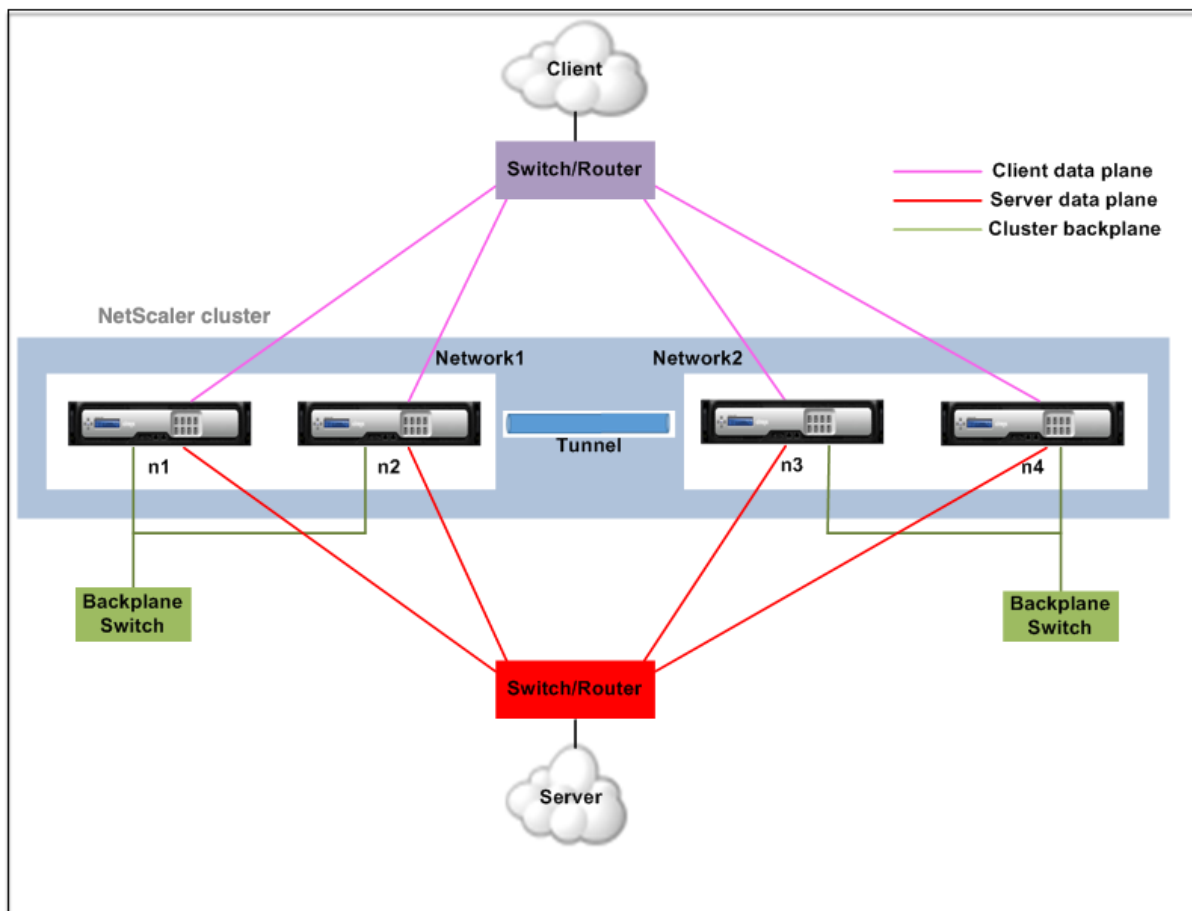 Client
Switch/Router
Client data plane
Server data plane
Cluster backplane
NetScaler cluster
Network1
Network2
Tunnel
n1
n2
n3
n4
Backplane
Switch
Backplane
Switch
Switch/Router
Server